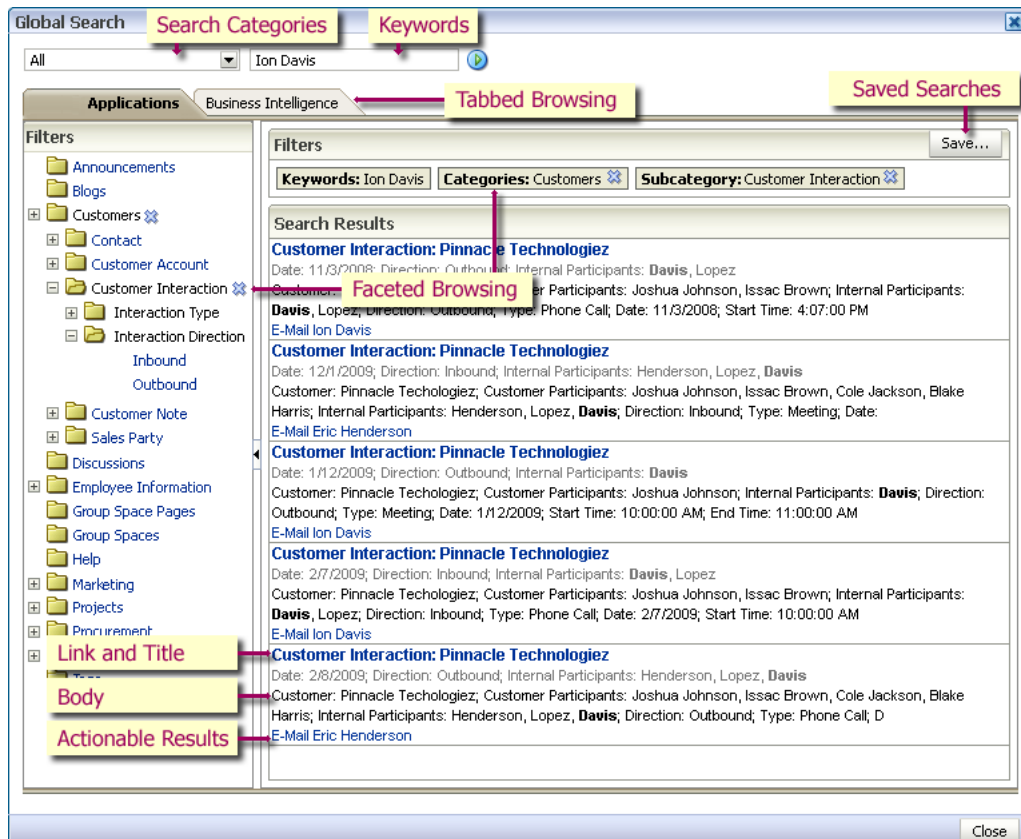 Global Search
Search Categories
Keywords
All
Ion Davis
Applications
Business Intelligence
Tabbed Browsing
Saved Searches
Filters
Announcements
Blogs
Customers
Contact
Customer Account
Customer Interaction
Interaction Type
Interaction Direction
Inbound
Outbound
Customer Note
Sales Party
Discussions
Employee Information
Group Space Pages
Group Spaces
Help
Marketing
Projects
Procurement
Link and Title
Body
Actionable Results
Filters
Save...
Keywords: Ion Davis
Categories: Customers
Subcategory: Customer Interaction
Search Results
Customer Interaction: Pinnacle Technologiez
Date: 11/3/2008; Direction: Outbound; Internal Participants: Davis, Lopez
Faceted Browsing
Participants: Joshua Johnson, Issac Brown; Internal Participants:
Davis, Lopez; Direction: Outbound; Type: Phone Call; Date: 11/3/2008; Start Time: 4:07:00 PM
E-Mail Ion Davis
Customer Interaction: Pinnacle Technologiez
Date: 12/1/2009; Direction: Inbound; Internal Participants: Henderson, Lopez, Davis
Customer: Pinnacle Techologiez; Customer Participants: Joshua Johnson, Issac Brown, Cole Jackson, Blake
Harris; Internal Participants: Henderson, Lopez, Davis; Direction: Inbound; Type: Meeting; Date:
E-Mail Eric Henderson
Customer Interaction: Pinnacle Technologiez
Date: 1/12/2009; Direction: Outbound; Internal Participants: Davis
Customer: Pinnacle Techologiez; Customer Participants: Joshua Johnson; Internal Participants: Davis; Direction:
Outbound; Type: Meeting; Date: 1/12/2009; Start Time: 10:00:00 AM; End Time: 11:00:00 AM
E-Mail Ion Davis
Customer Interaction: Pinnacle Technologiez
Date: 2/7/2009; Direction: Inbound; Internal Participants: Davis, Lopez
Customer: Pinnacle Techologiez; Customer Participants: Joshua Johnson, Issac Brown; Internal Participants:
Davis, Lopez; Direction: Inbound; Type: Phone Call; Date: 2/7/2009; Start Time: 10:00:00 AM
E-Mail Ion Davis
Customer Interaction: Pinnacle Technologiez
Date: 2/8/2009; Direction: Outbound; Internal Participants: Henderson, Lopez, Davis
Customer: Pinnacle Techologiez; Customer Participants: Joshua Johnson, Issac Brown, Cole Jackson, Blake
Harris; Internal Participants: Henderson, Lopez, Davis; Direction: Outbound; Type: Phone Call; D
E-Mail Eric Henderson
Close